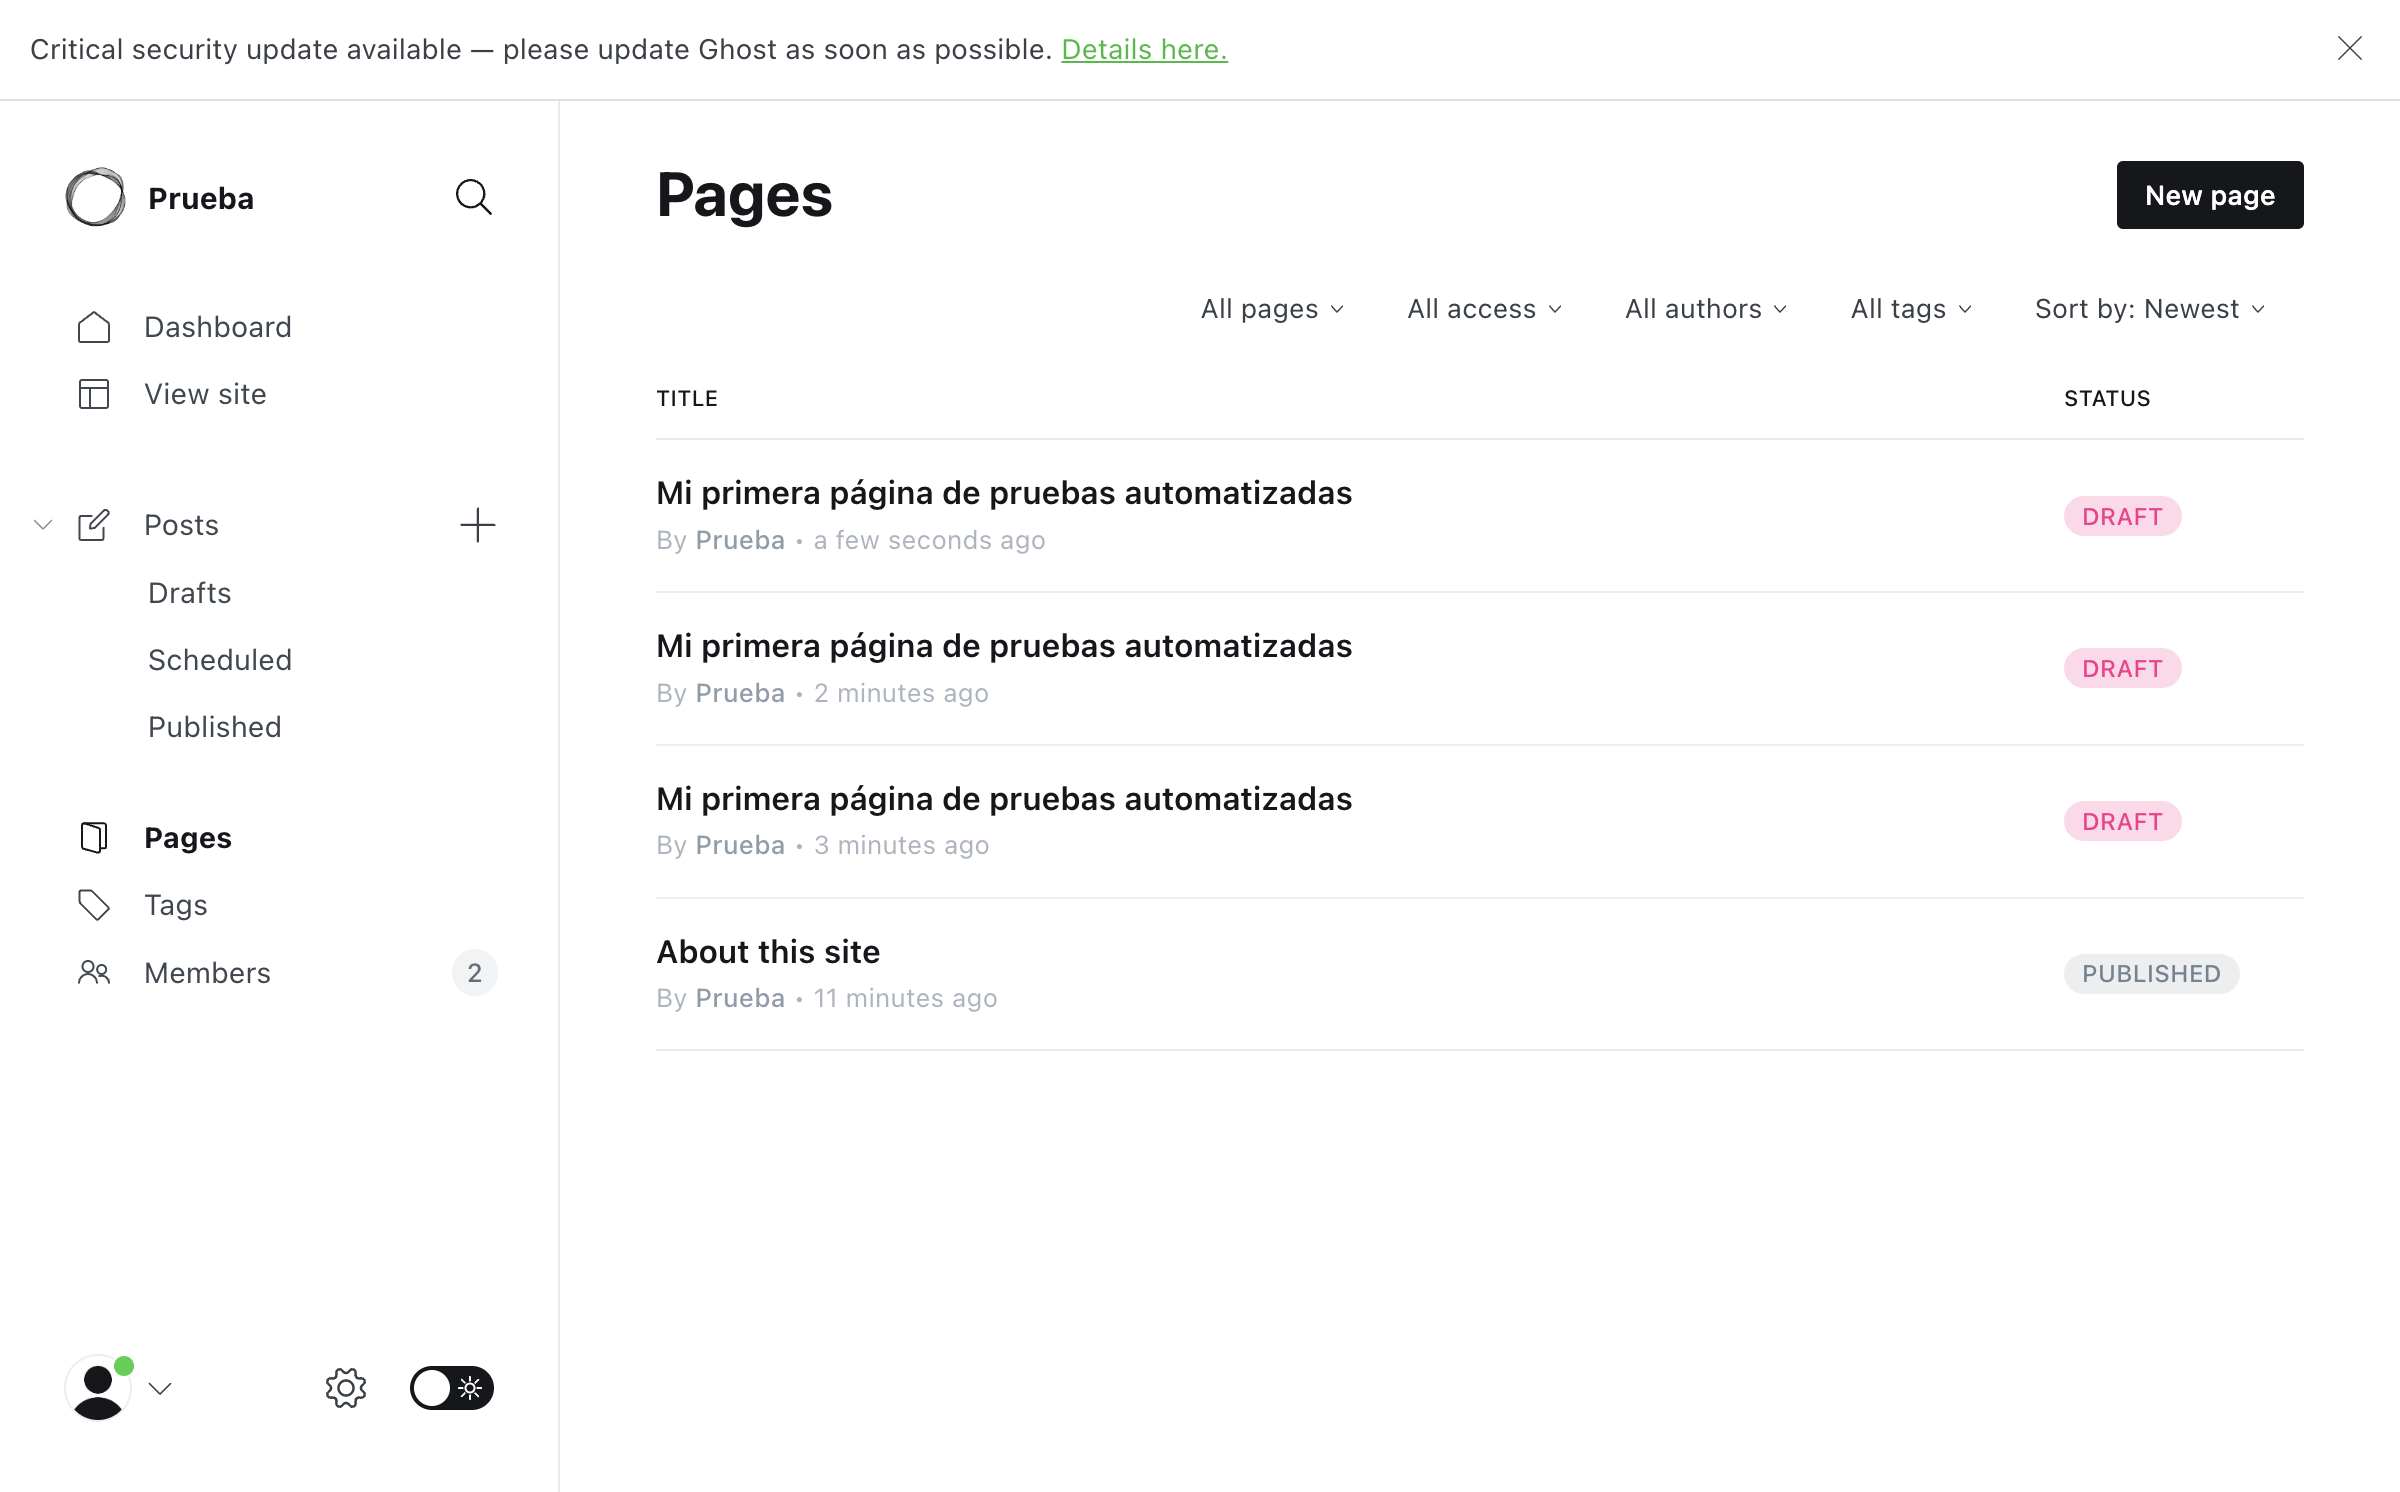 Critical security update available — please update Ghost as soon as possible. Details here.
Prueba
Dashboard
View site
Posts
Drafts
Scheduled
Published
Pages
Tags
Members 2
Pages
New page
All pages All access All authors All tags Sort by: Newest
TITLE STATUS
Mi primera página de pruebas automatizadas
By Prueba • a few seconds ago
DRAFT
Mi primera página de pruebas automatizadas
By Prueba • 2 minutes ago
DRAFT
Mi primera página de pruebas automatizadas
By Prueba • 3 minutes ago
DRAFT
About this site
By Prueba • 11 minutes ago
PUBLISHED